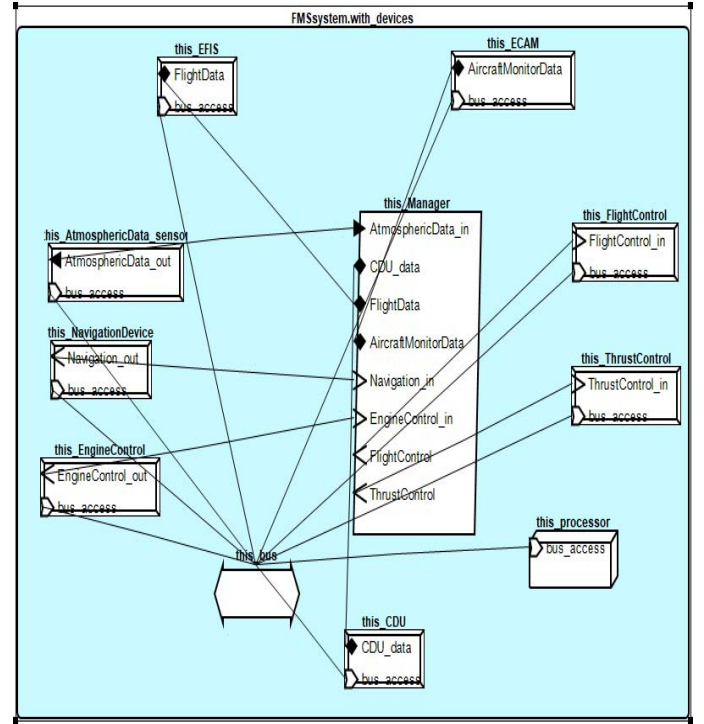 FMSsystem.with_devices
this_EFIS
FlightData
bus_access
this_ECAM
AircraftMonitorData
bus_access
this_Manager
AtmosphericData_in
CDU_data
FlightData
AircraftMonitorData
Navigation_in
EngineControl_in
FlightControl
ThrustControl
this_AtmosphericData_sensor
AtmosphericData_out
bus_access
this_NavigationDevice
Navigation_out
bus_access
this_EngineControl
EngineControl_out
bus_access
this_FlightControl
FlightControl_in
bus_access
this_ThrustControl
ThrustControl_in
bus_access
this_processor
bus_access
this_bus
this_CDU
CDU_data
bus_access